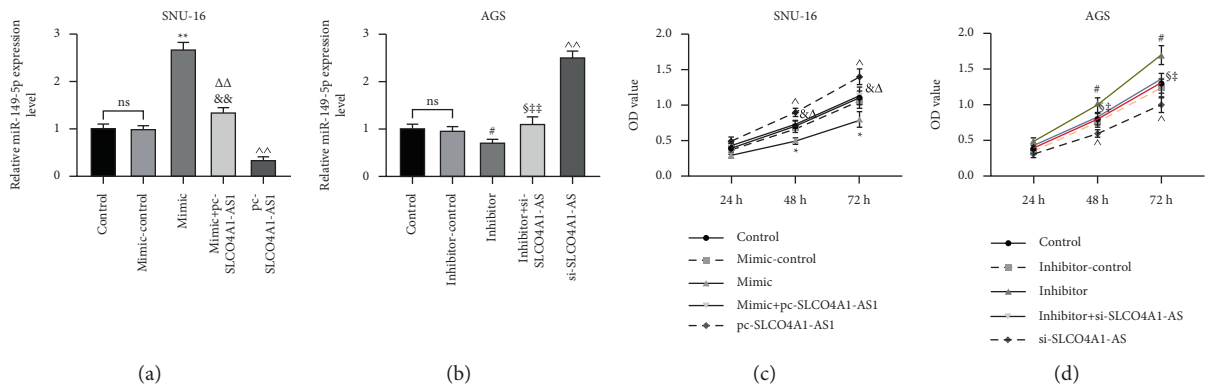 SNU-16
Relative miR-149-5p expression
level
3
2
1
0
ns
**
ΔΔ
&&
^^
Control
Mimic-control
Mimic
Mimic+pc-
SLCO4A1-AS1
pc-
SLCO4A1-AS1
(a)
AGS
Relative miR-149-5p expression
level
3
2
1
0
ns
#
§‡‡
^^
Control
Inhibitor-control
Inhibitor
Inhibitor+si-
SLCO4A1-AS
si-SLCO4A1-AS
(b)
SNU-16
OD value
2.0
1.5
1.0
0.5
0.0
^
&Δ
*
^
&Δ
*
24 h
48 h
72 h
Control
Mimic-control
Mimic
Mimic+pc-SLCO4A1-AS1
pc-SLCO4A1-AS1
(c)
AGS
OD value
2.0
1.5
1.0
0.5
0.0
#
§‡
^
#
§‡
^
24 h
48 h
72 h
Control
Inhibitor-control
Inhibitor
Inhibitor+si-SLCO4A1-AS
si-SLCO4A1-AS
(d)